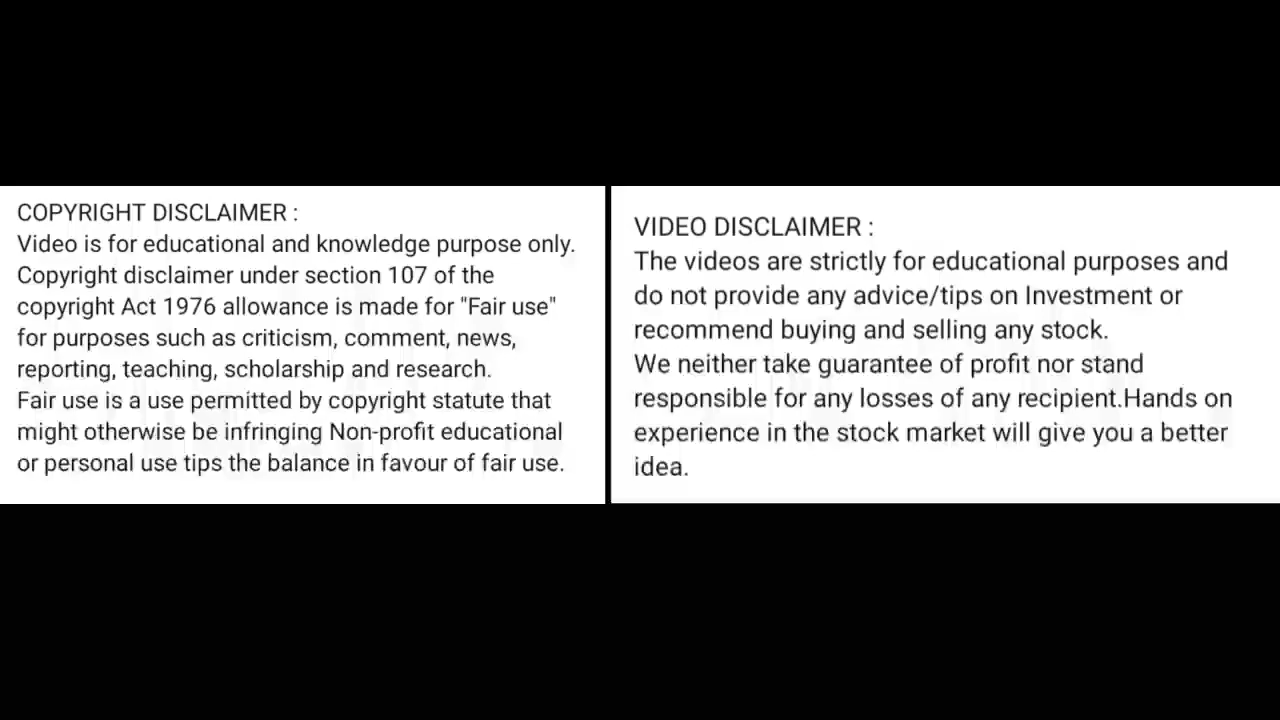 COPYRIGHT DISCLAIMER :
Video is for educational and knowledge purpose only.
Copyright disclaimer under section 107 of the
copyright Act 1976 allowance is made for "Fair use"
for purposes such as criticism, comment, news,
reporting, teaching, scholarship and research.
Fair use is a use permitted by copyright statute that
might otherwise be infringing Non-profit educational
or personal use tips the balance in favour of fair use.
VIDEO DISCLAIMER :
The videos are strictly for educational purposes and
do not provide any advice/tips on Investment or
recommend buying and selling any stock.
We neither take guarantee of profit nor stand
responsible for any losses of any recipient.Hands on
experience in the stock market will give you a better
idea.